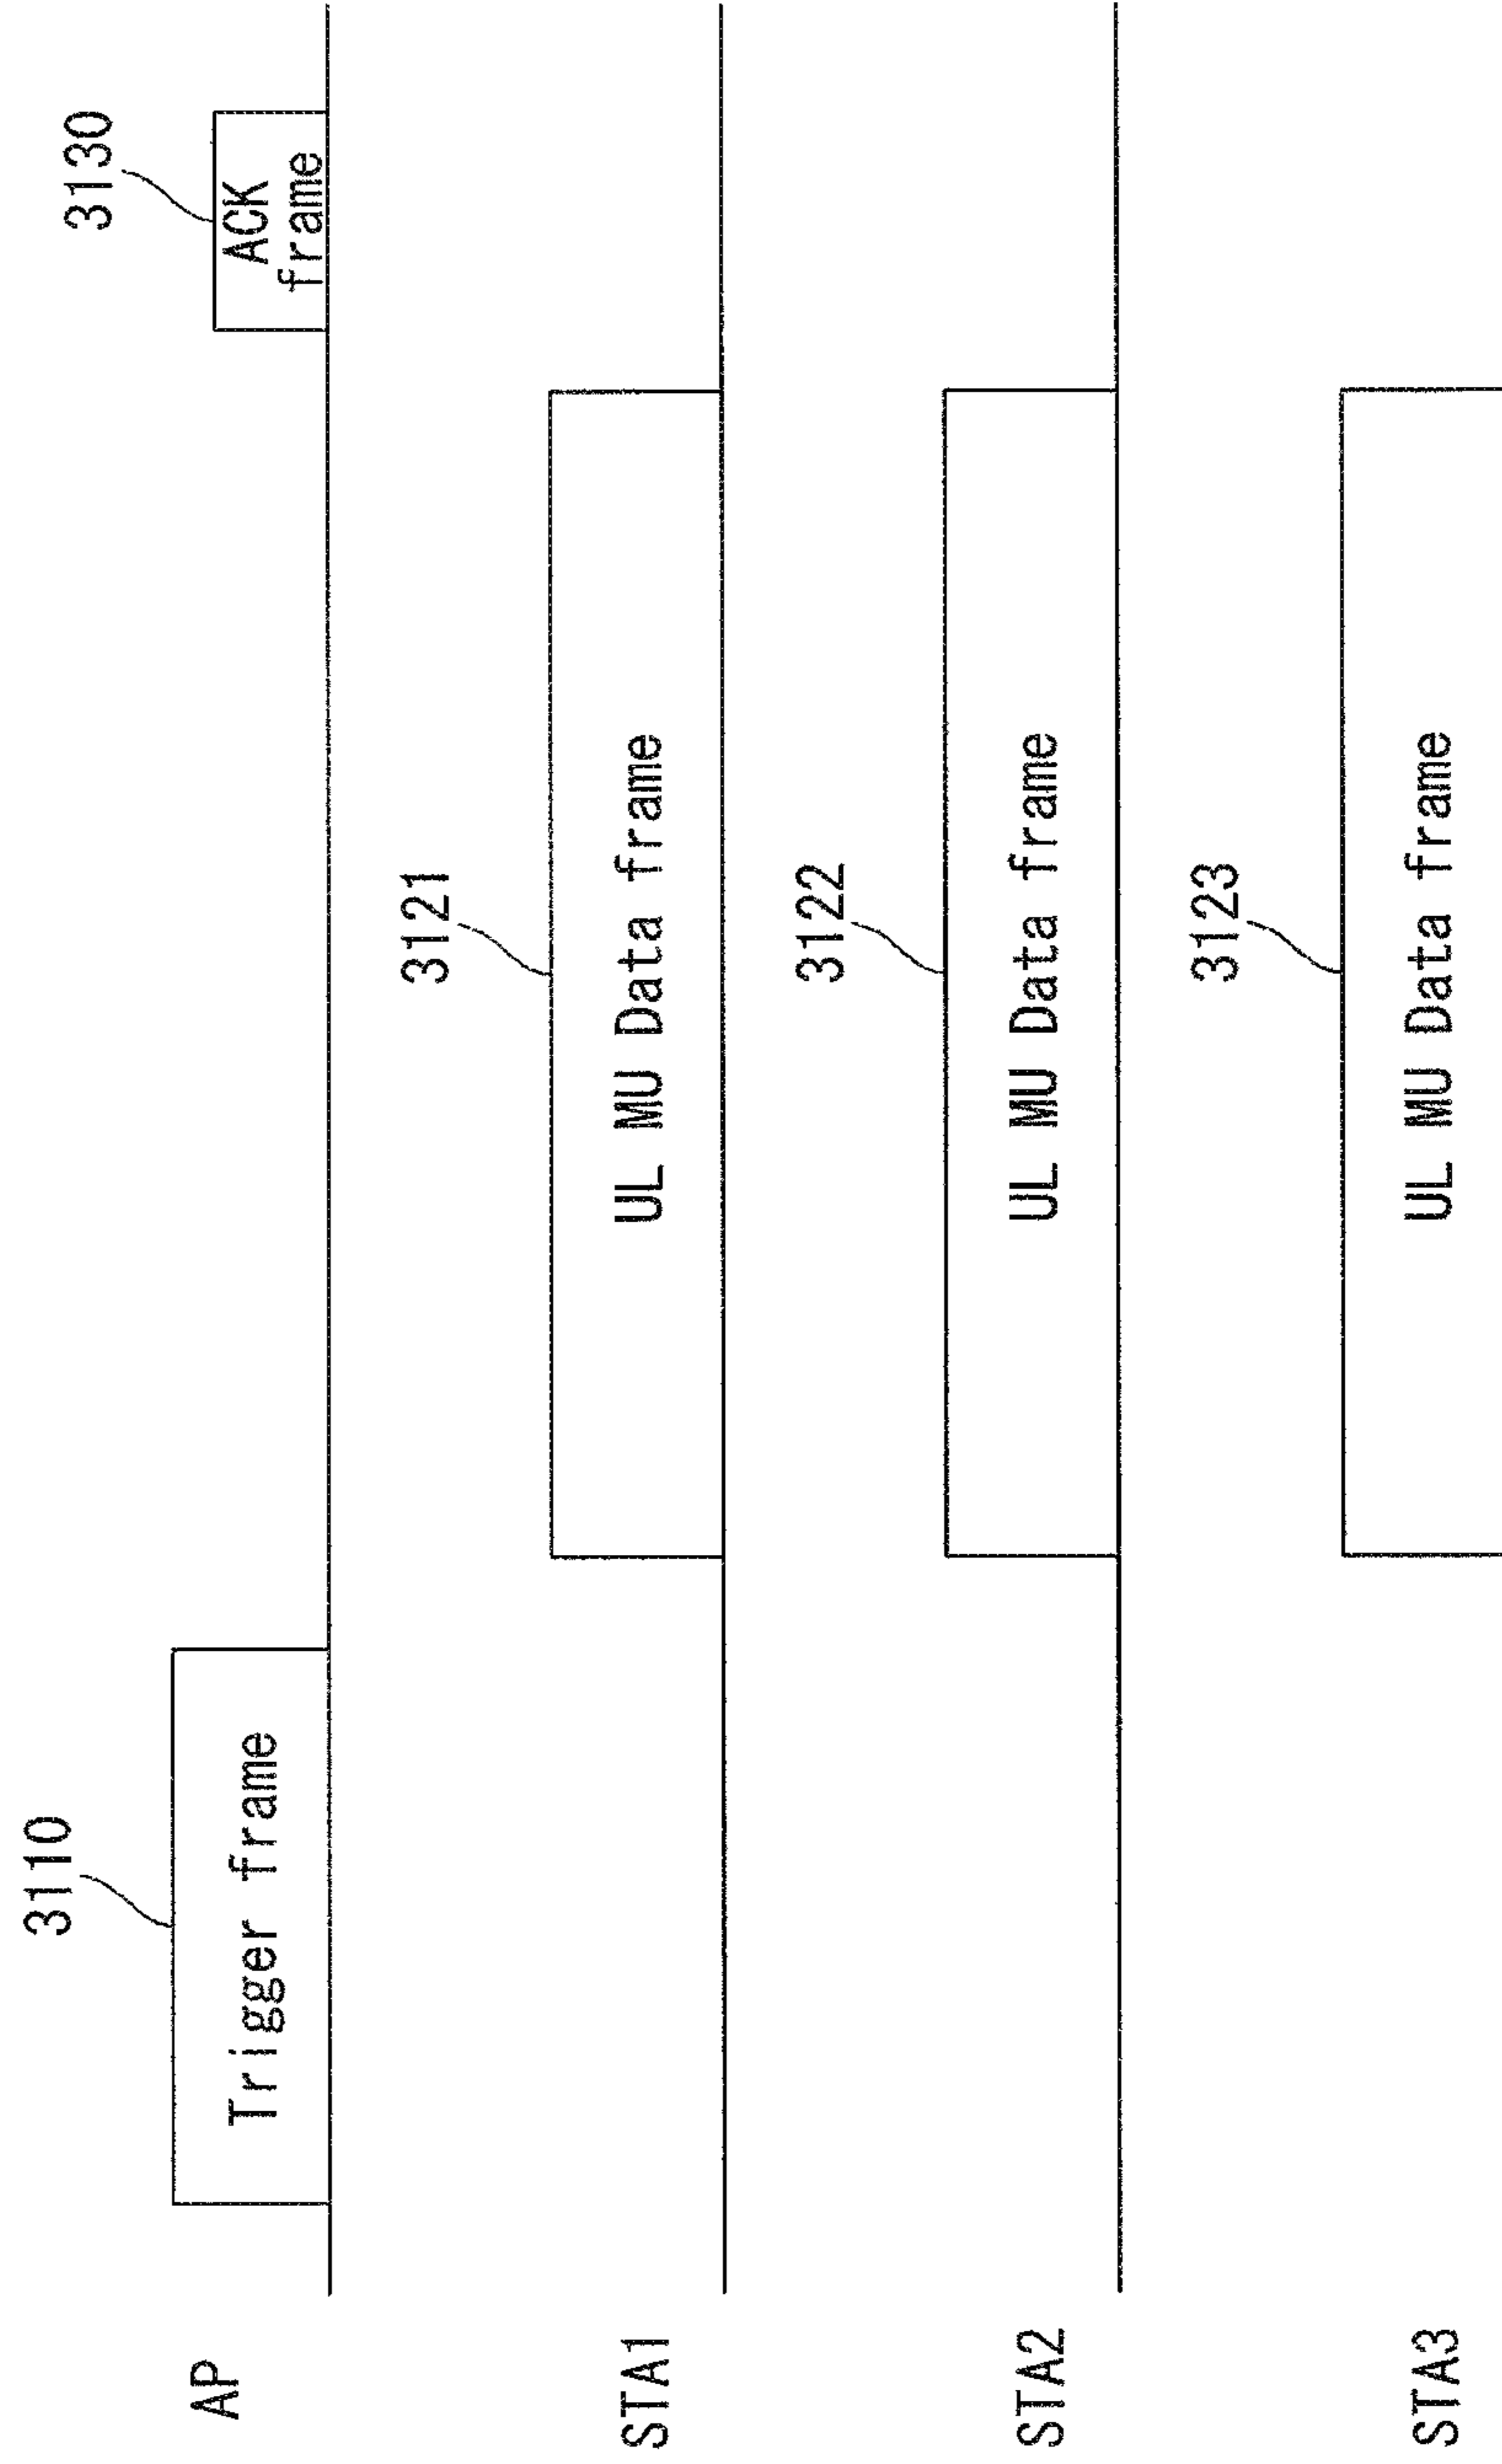 AP
3110
Trigger frame
3130
ACK
frame
STA1
3121
UL MU Data frame
STA2
3122
UL MU Data frame
STA3
3123
UL MU Data frame